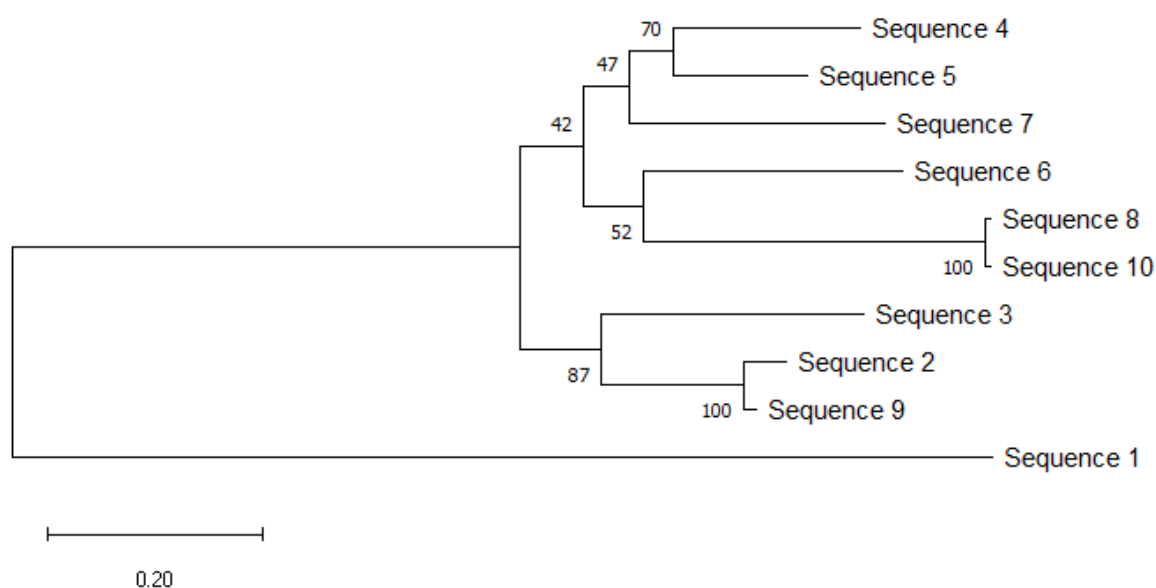 70
Sequence 4
47
Sequence 5
42
Sequence 7
Sequence 6
52
Sequence 8
100
Sequence 10
Sequence 3
87
Sequence 2
100
Sequence 9
Sequence 1
0.20